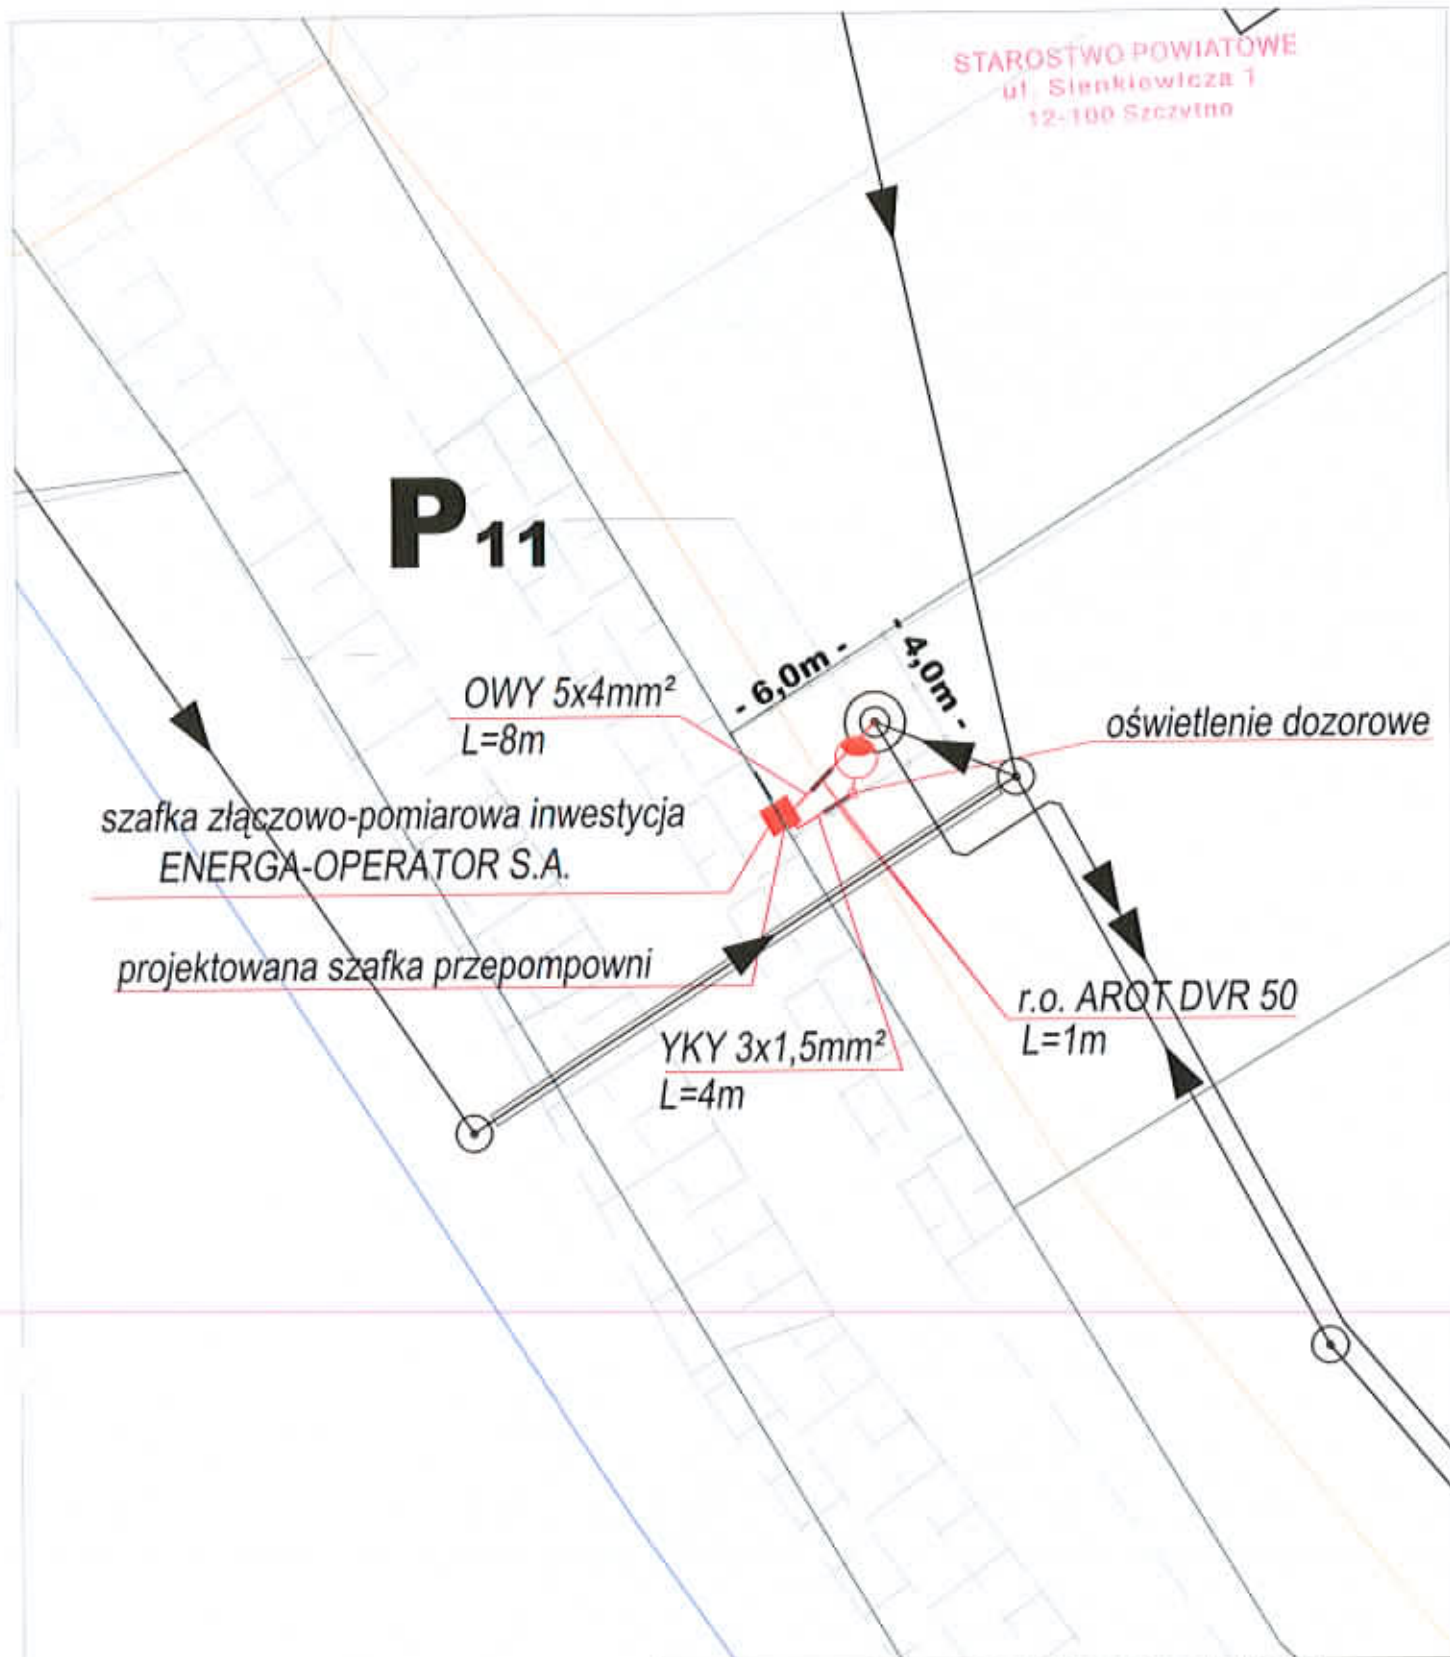 STAROSTWO POWIATOWE
ul. Sienkiewicza 1
12-100 Szczytno
P11
- 6,0m -
- 4,0m -
OWY 5x4mm²
L=8m
oświetlenie dozorowe
szafka złączowo-pomiarowa inwestycja
ENERGA-OPERATOR S.A.
projektowana szafka przepompowni
r.o. AROT DVR 50
L=1m
YKY 3x1,5mm²
L=4m